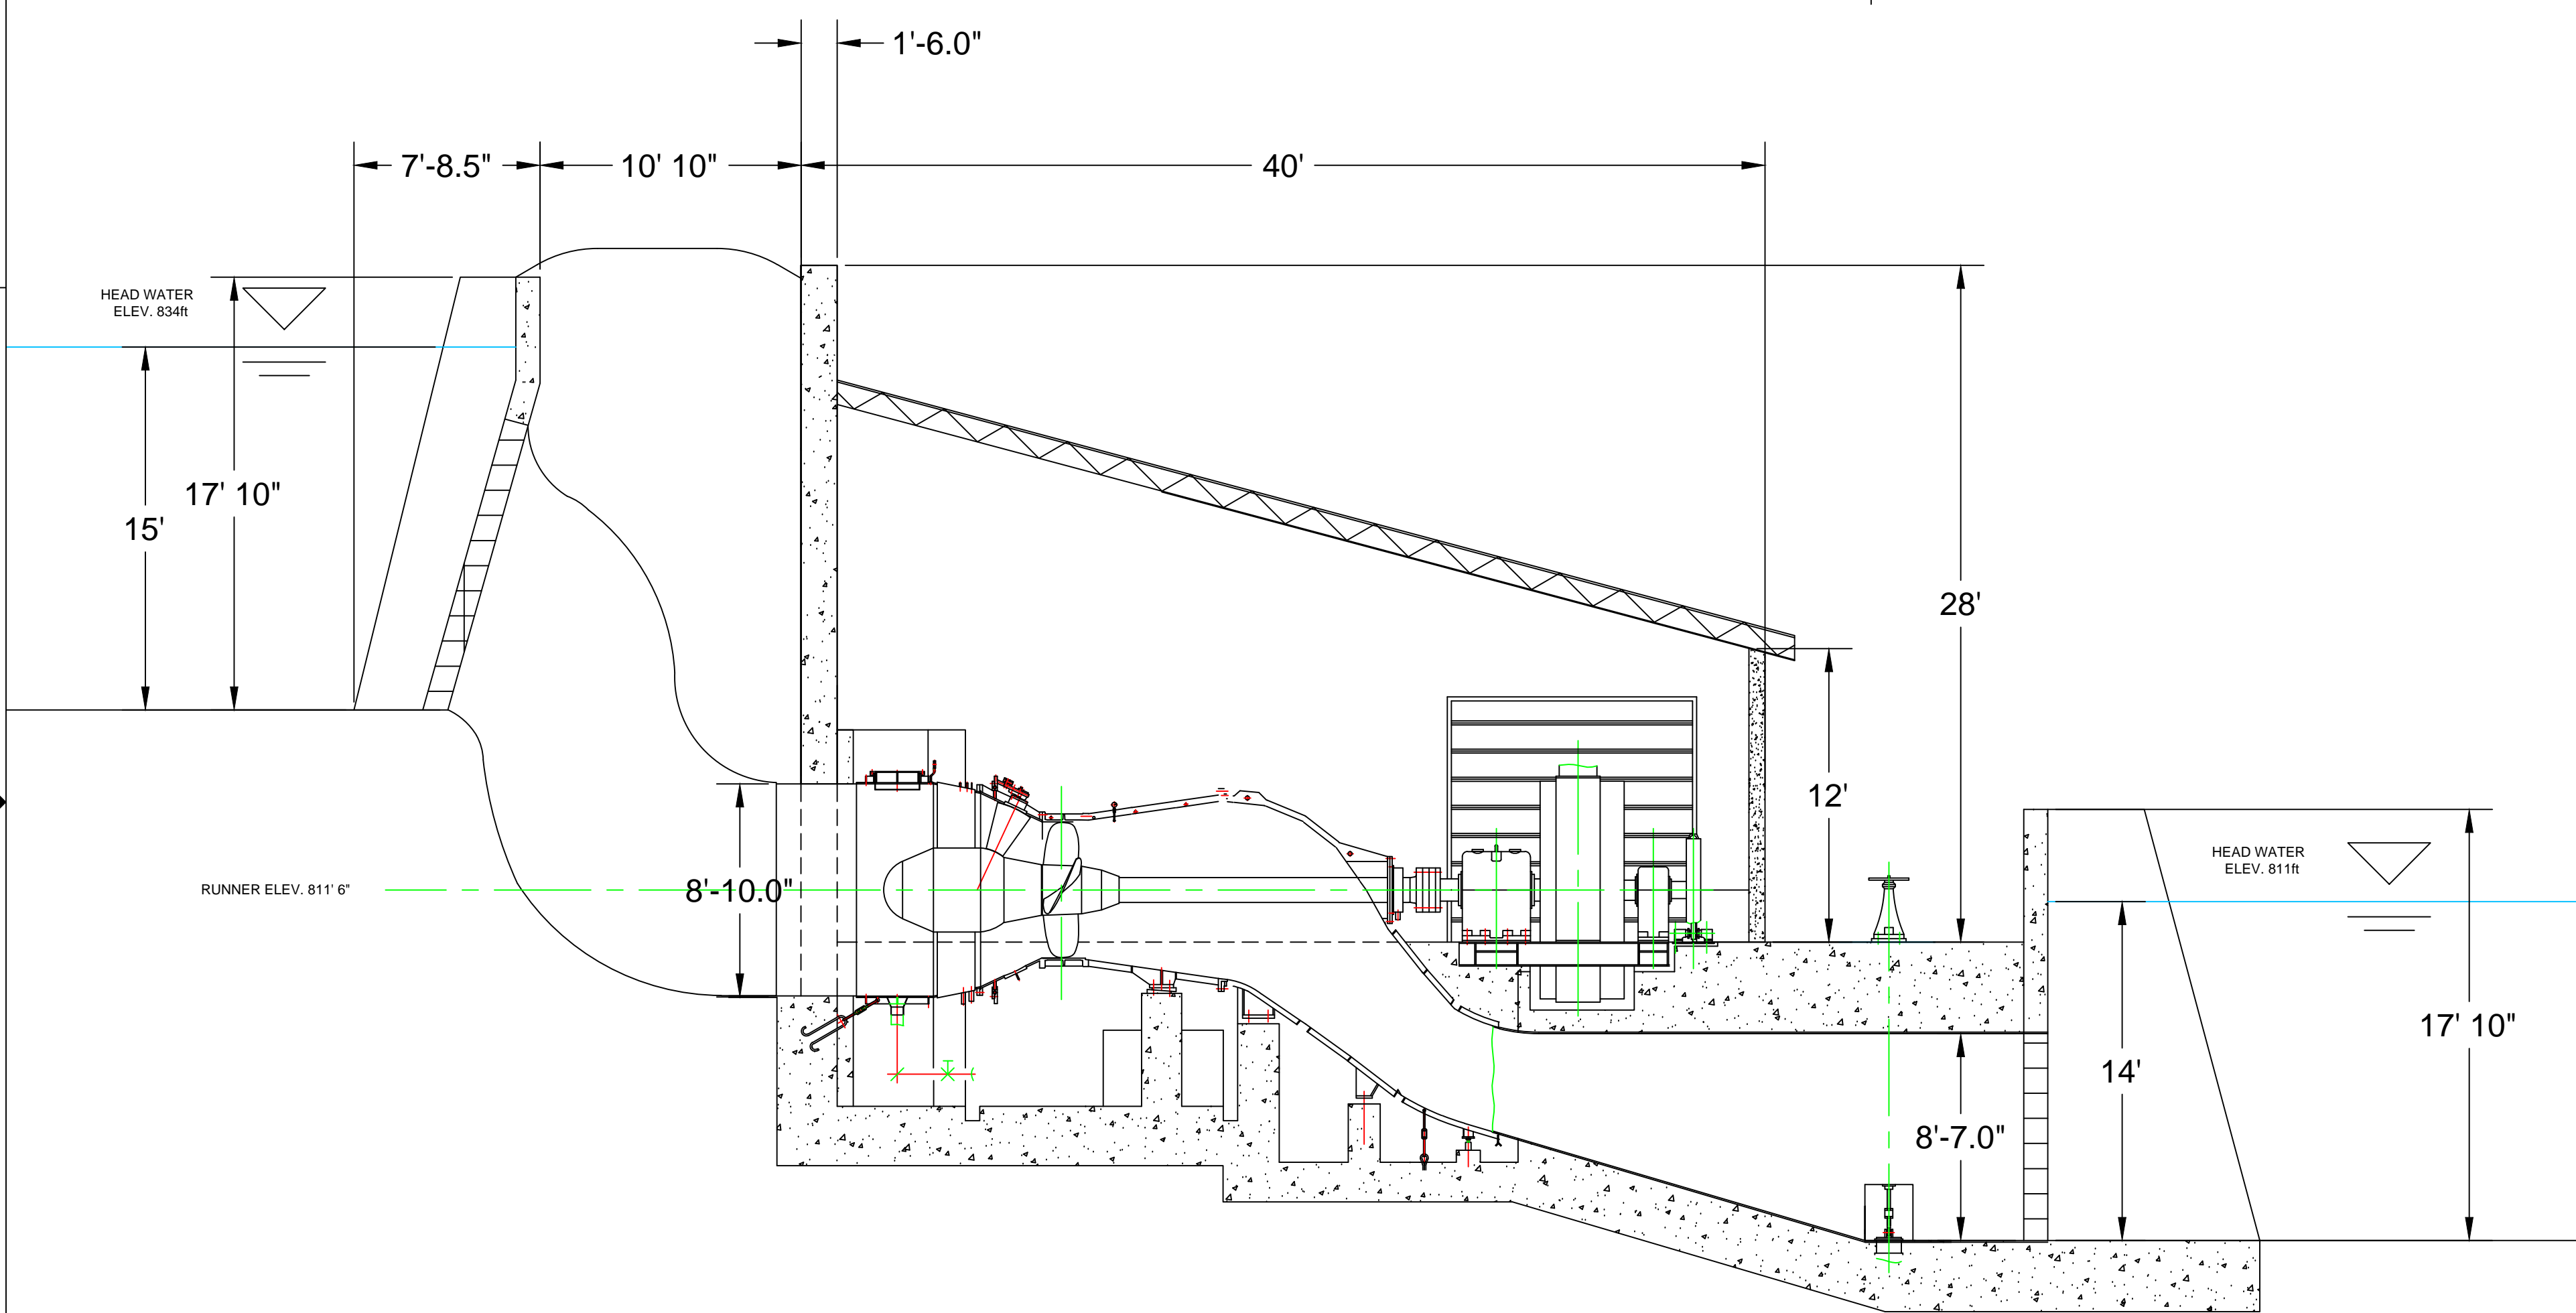 1'-6.0"
7'-8.5"
10' 10"
40'
HEAD WATER
ELEV. 834ft
17' 10"
15'
28'
12'
HEAD WATER
ELEV. 811ft
RUNNER ELEV. 811' 6"
8'-10.0"
17' 10"
14'
8'-7.0"